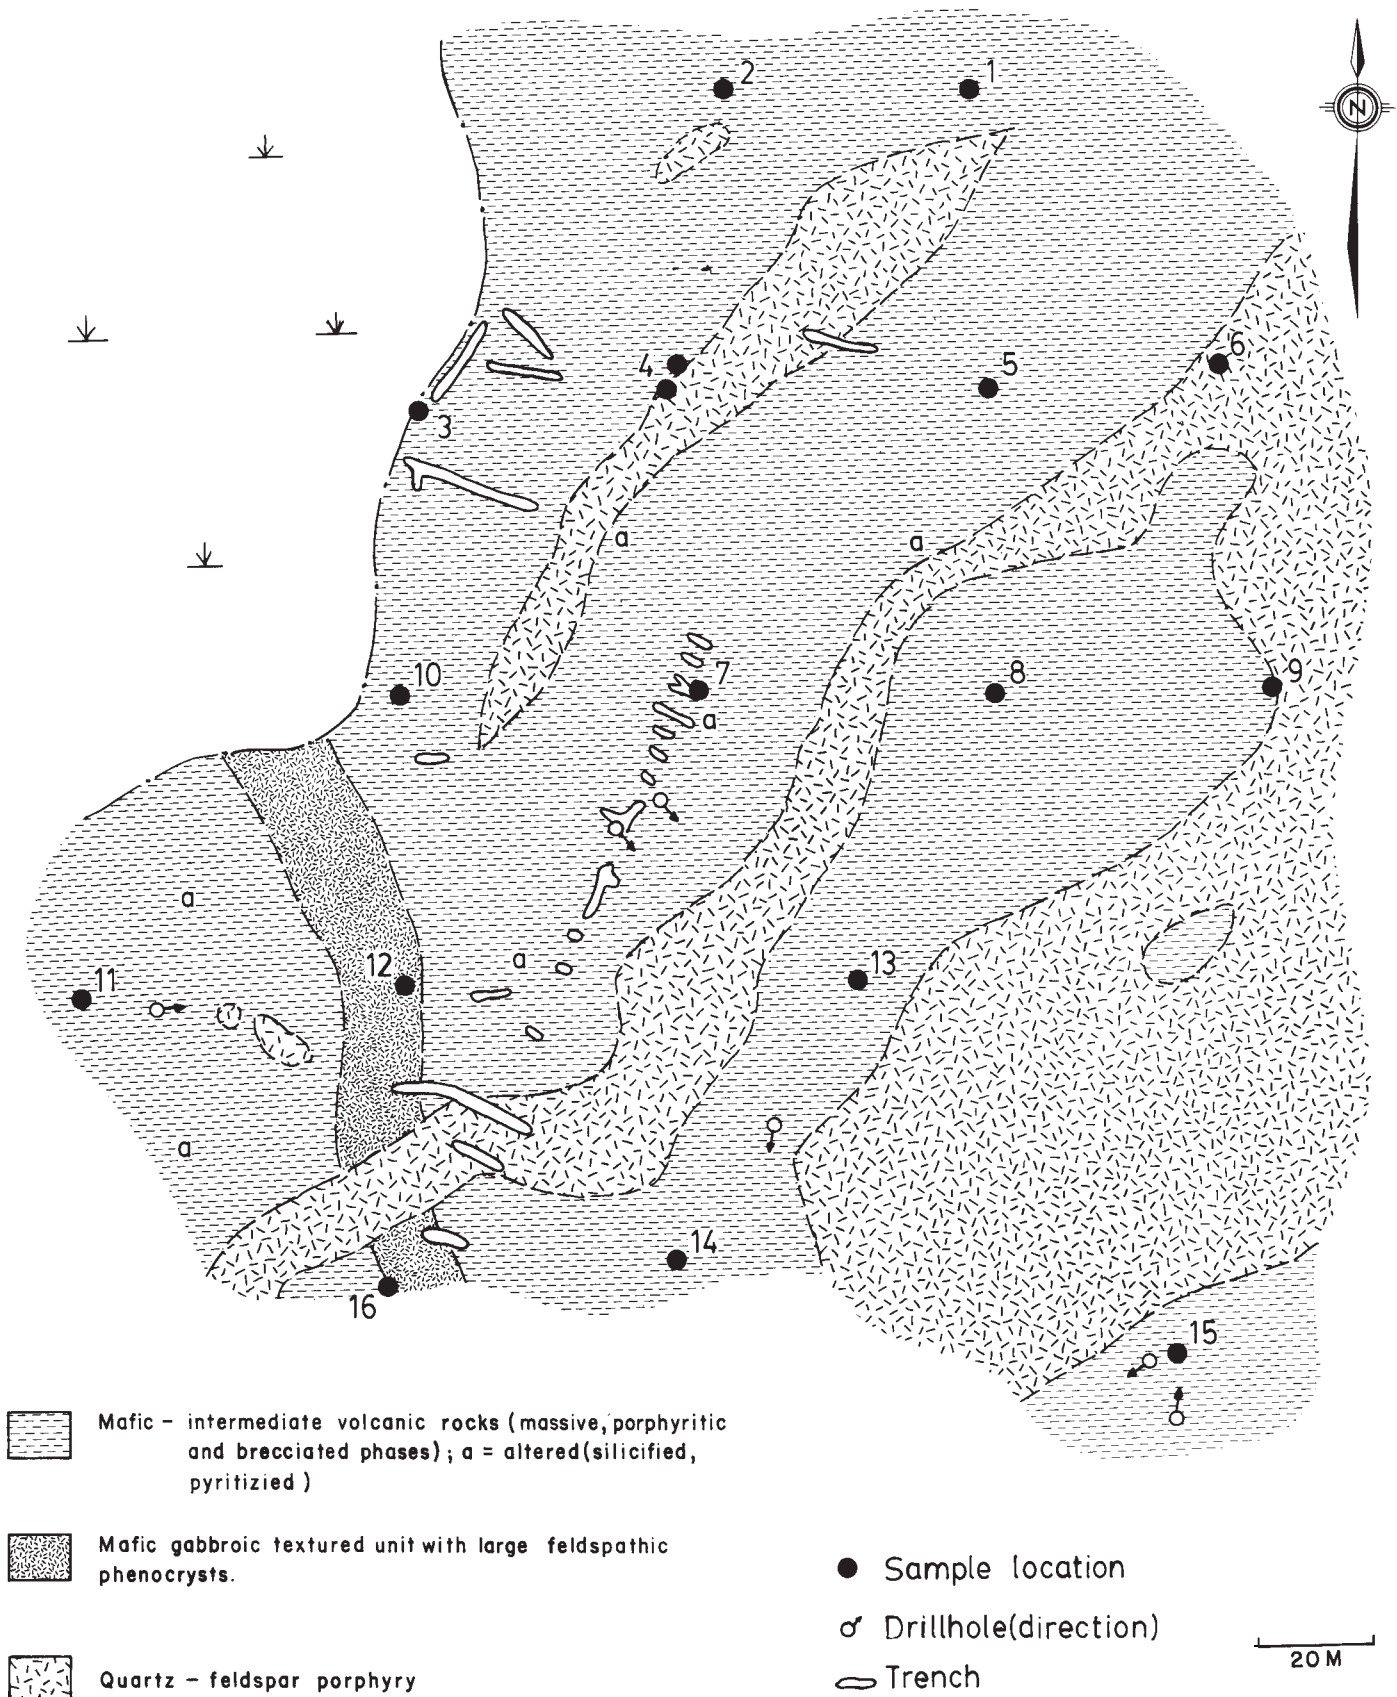 2
1
N
6
4
5
3
a
a
10
7
8
9
a
a
12
a
13
11
a
14
16
15
Mafic – intermediate volcanic rocks (massive, porphyritic
and brecciated phases); a = altered (silicified,
pyritizied)
Mafic gabbroic textured unit with large feldspathic
phenocrysts.
Sample location
Drillhole(direction)
20 M
Quartz – feldspar porphyry
Trench